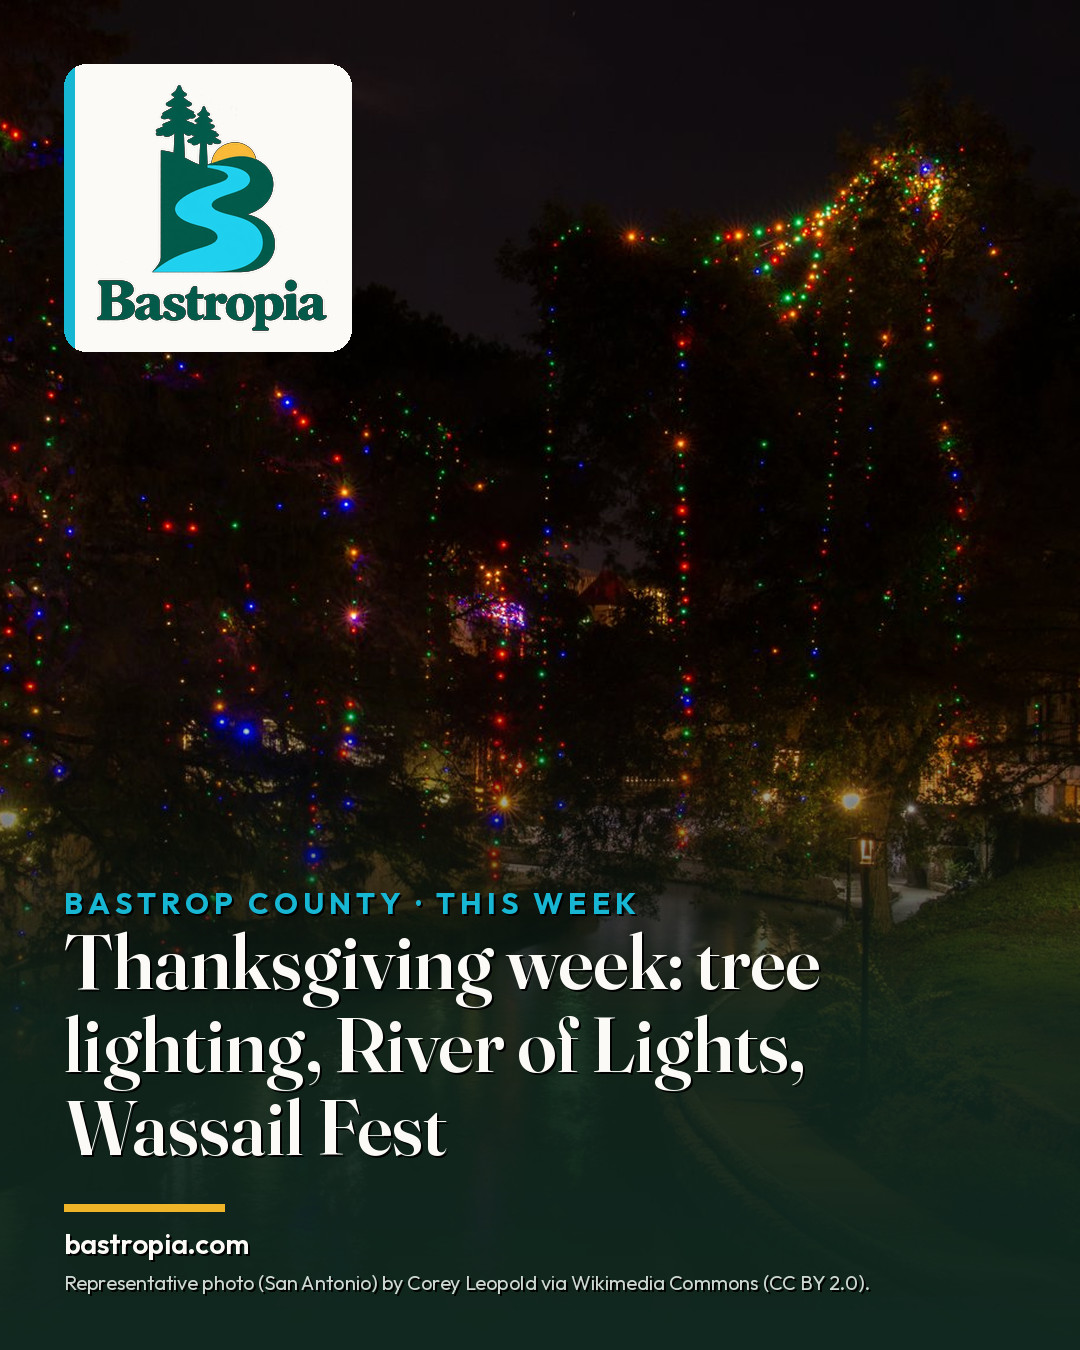 Bastropia
BASTROP COUNTY · THIS WEEK
Thanksgiving week: tree
lighting, River of Lights,
Wassail Fest
bastropia.com
Representative photo (San Antonio) by Corey Leopold via Wikimedia Commons (CC BY 2.0).